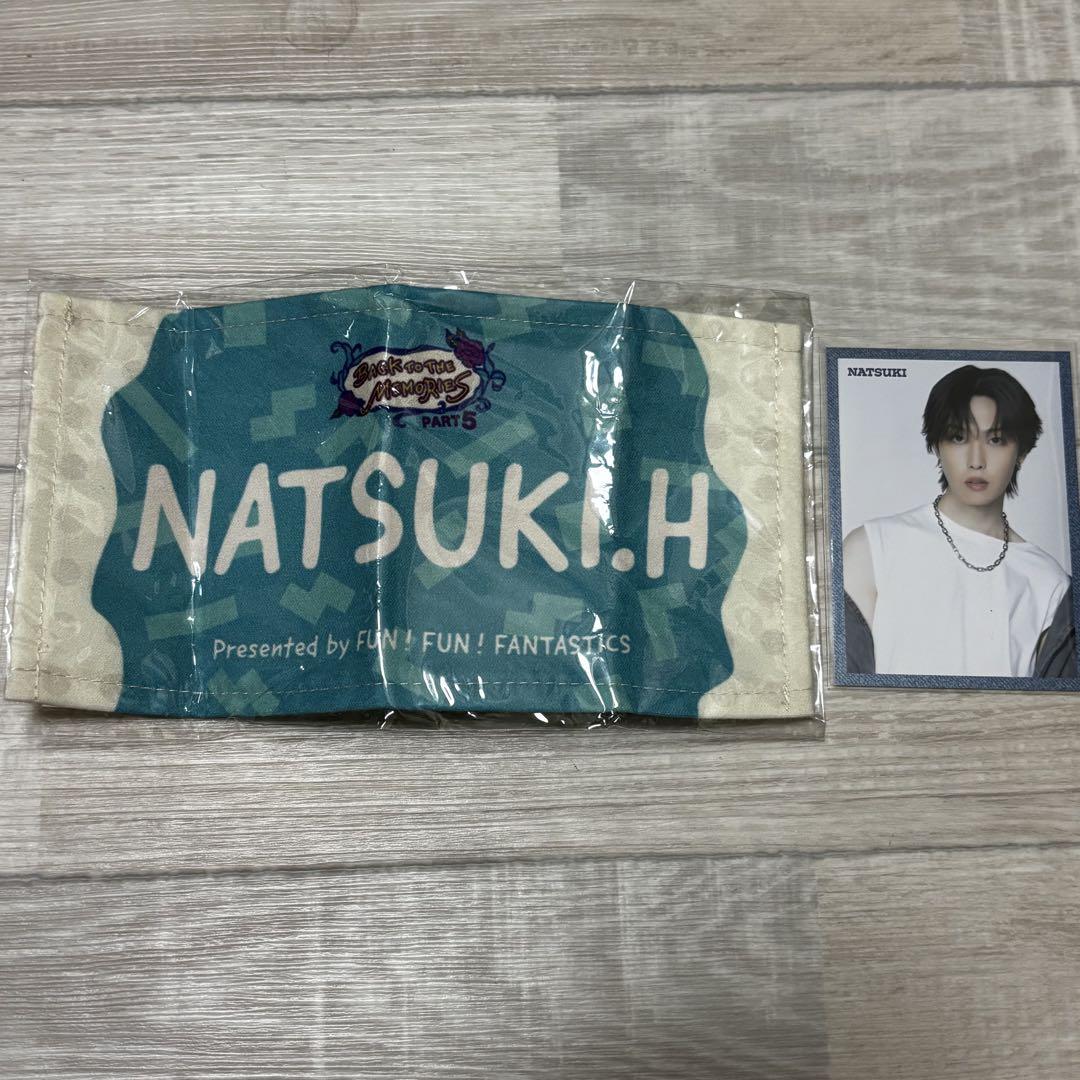 BACK TO THE
MEMORIES
PART 5
NATSUKI.H
Presented by FUN! FUN! FANTASTICS
NATSUKI